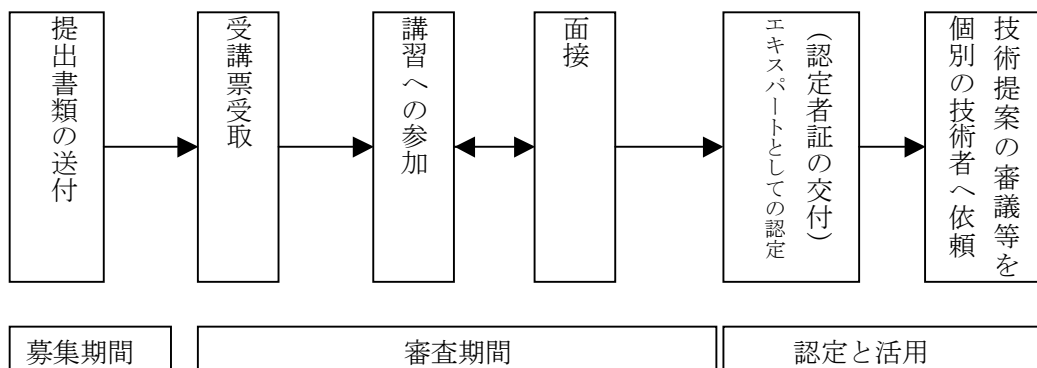 提出書類の送付
受講票受取
講習への参加
面接
エキスパートとしての認定
（認定者証の交付）
技術提案の審議等を
個別の技術者へ依頼
募集期間
審査期間
認定と活用